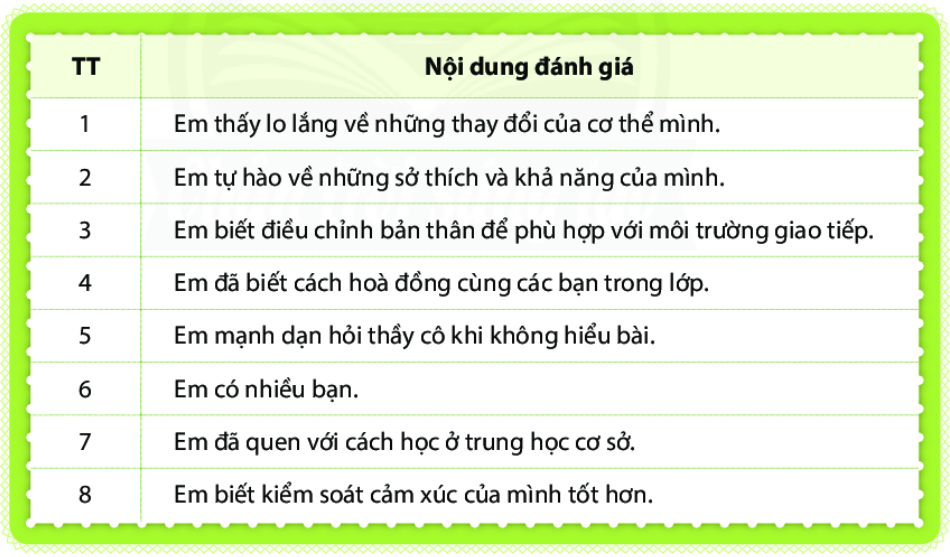 TT Nội dung đánh giá
1 Em thấy lo lắng về những thay đổi của cơ thể mình.
2 Em tự hào về những sở thích và khả năng của mình.
3 Em biết điều chỉnh bản thân để phù hợp với môi trường giao tiếp.
4 Em đã biết cách hoà đồng cùng các bạn trong lớp.
5 Em mạnh dạn hỏi thầy cô khi không hiểu bài.
6 Em có nhiều bạn.
7 Em đã quen với cách học ở trung học cơ sở.
8 Em biết kiểm soát cảm xúc của mình tốt hơn.